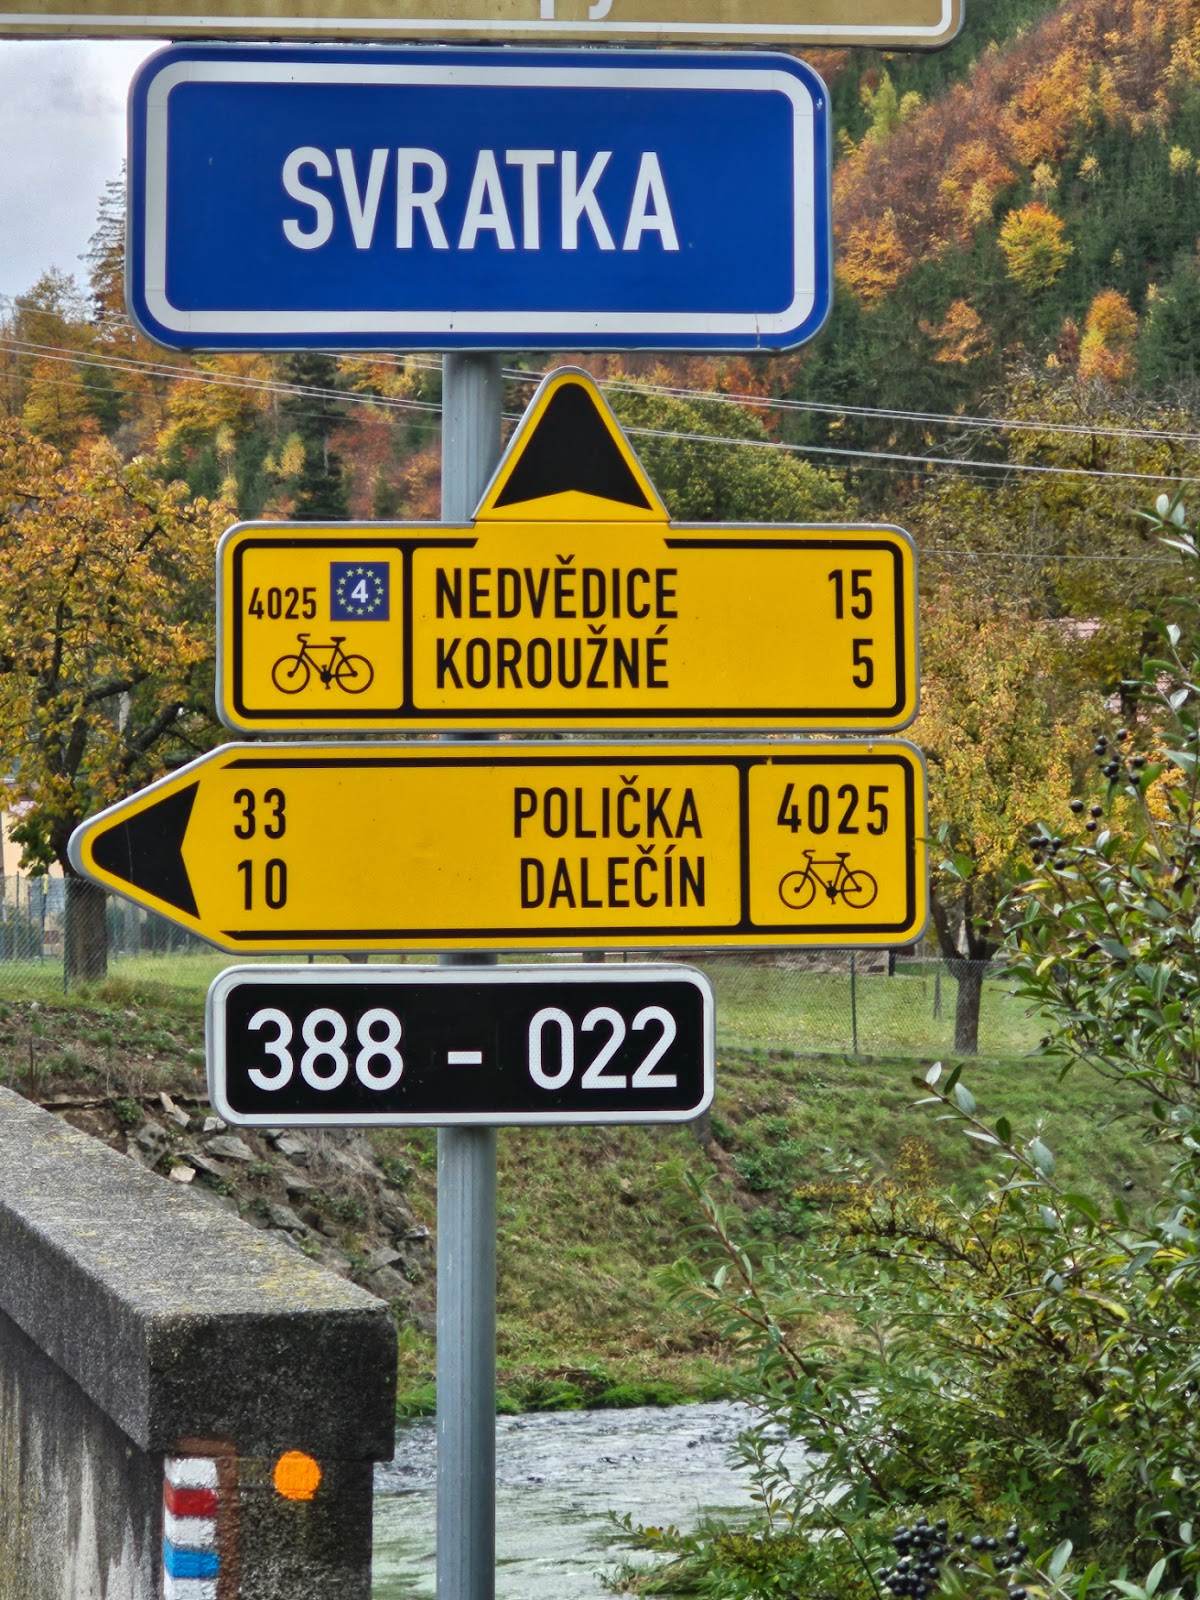 SVRATKA
4025 4
NEDVĚDICE 15
KOROUŽNÉ 5
33 POLIČKA 4025
10 DALEČÍN
388 - 022